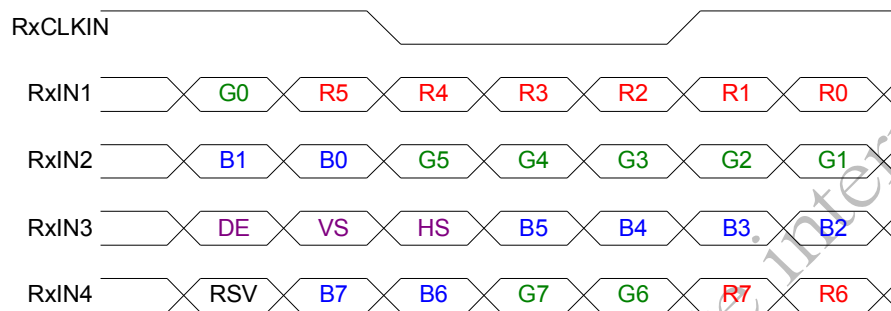 RxCLKIN
RxIN1 G0 R5 R4 R3 R2 R1 R0
RxIN2 B1 B0 G5 G4 G3 G2 G1
RxIN3 DE VS HS B5 B4 B3 B2
RxIN4 RSV B7 B6 G7 G6 R7 R6